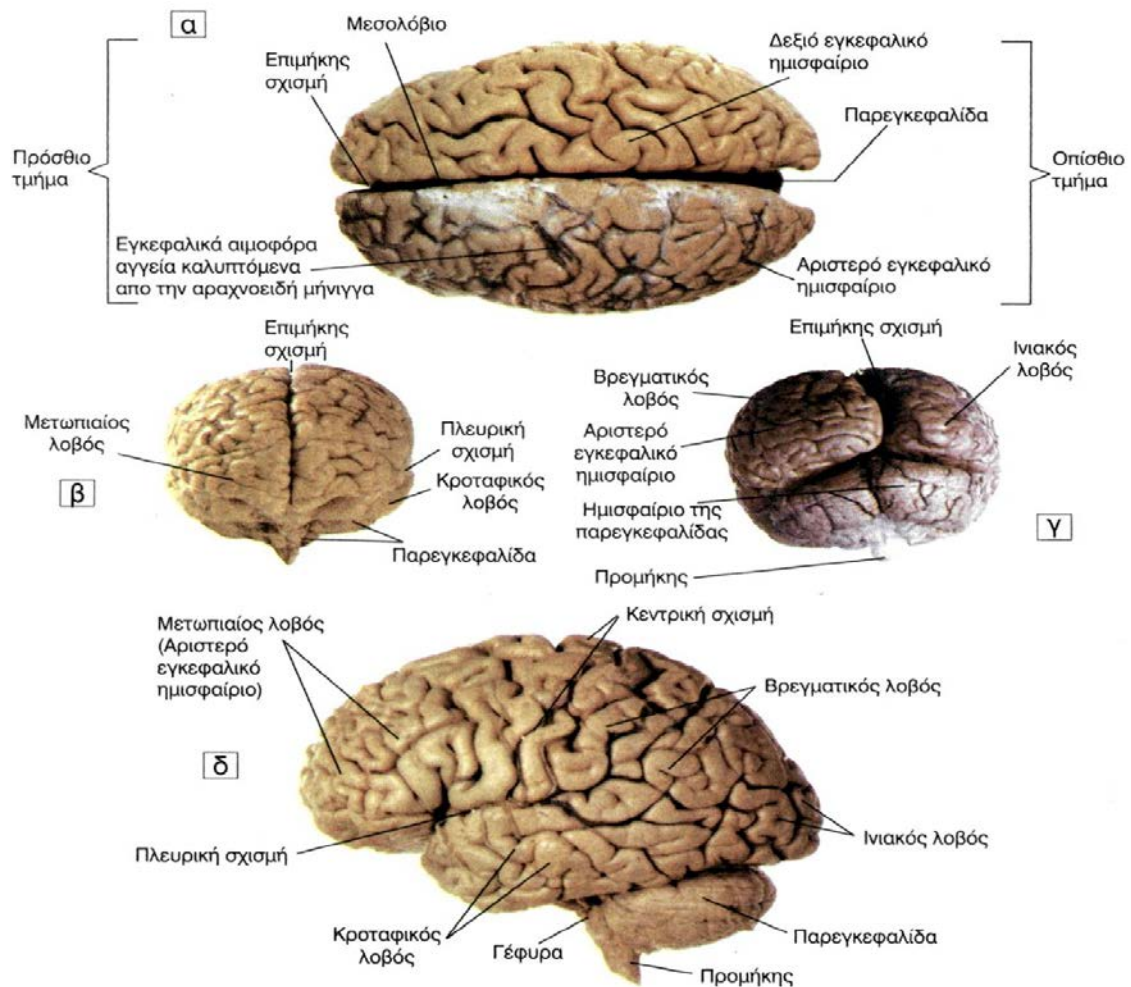 α
Μεσολόβιο
Επιμήκης
σχισμή
Δεξιό εγκεφαλικό
ημισφαίριο
Παρεγκεφαλίδα
Πρόσθιο
τμήμα
Οπίσθιο
τμήμα
Εγκεφαλικά αιμοφόρα
αγγεία καλυπτόμενα
απο την αραχνοειδή μήνιγγα
Αριστερό εγκεφαλικό
ημισφαίριο
Επιμήκης
σχισμή
Μετωπιαίος
λοβός
Πλευρική
σχισμή
Κροταφικός
λοβός
β
Παρεγκεφαλίδα
Επιμήκης σχισμή
Ινιακός
λοβός
Βρεγματικός
λοβός
Αριστερό
εγκεφαλικό
ημισφαίριο
Ημισφαίριο της
παρεγκεφαλίδας
γ
Προμήκης
Μετωπιαίος λοβός
(Αριστερό
εγκεφαλικό
ημισφαίριο)
Κεντρική σχισμή
Βρεγματικός λοβός
δ
Πλευρική σχισμή
Ινιακός λοβός
Κροταφικός
λοβός
Γέφυρα
Παρεγκεφαλίδα
Προμήκης